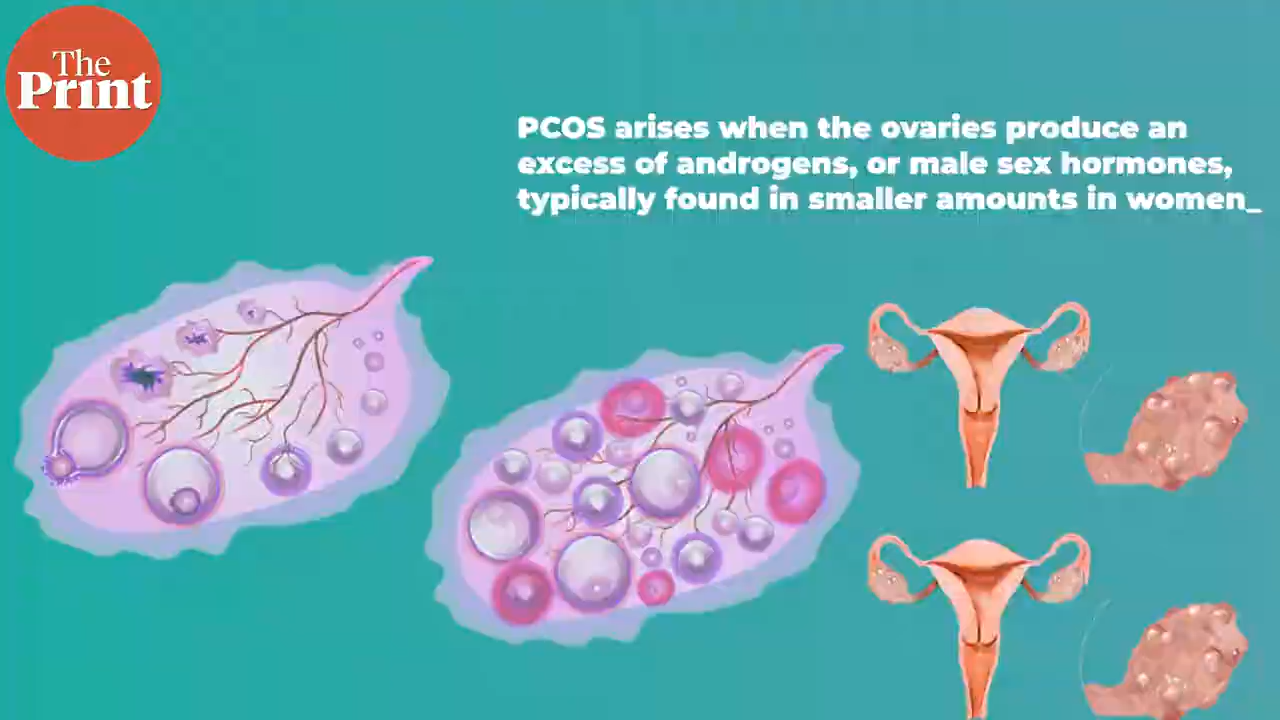 The
Print
PCOS arises when the ovaries produce an
excess of androgens, or male sex hormones,
typically found in smaller amounts in women_